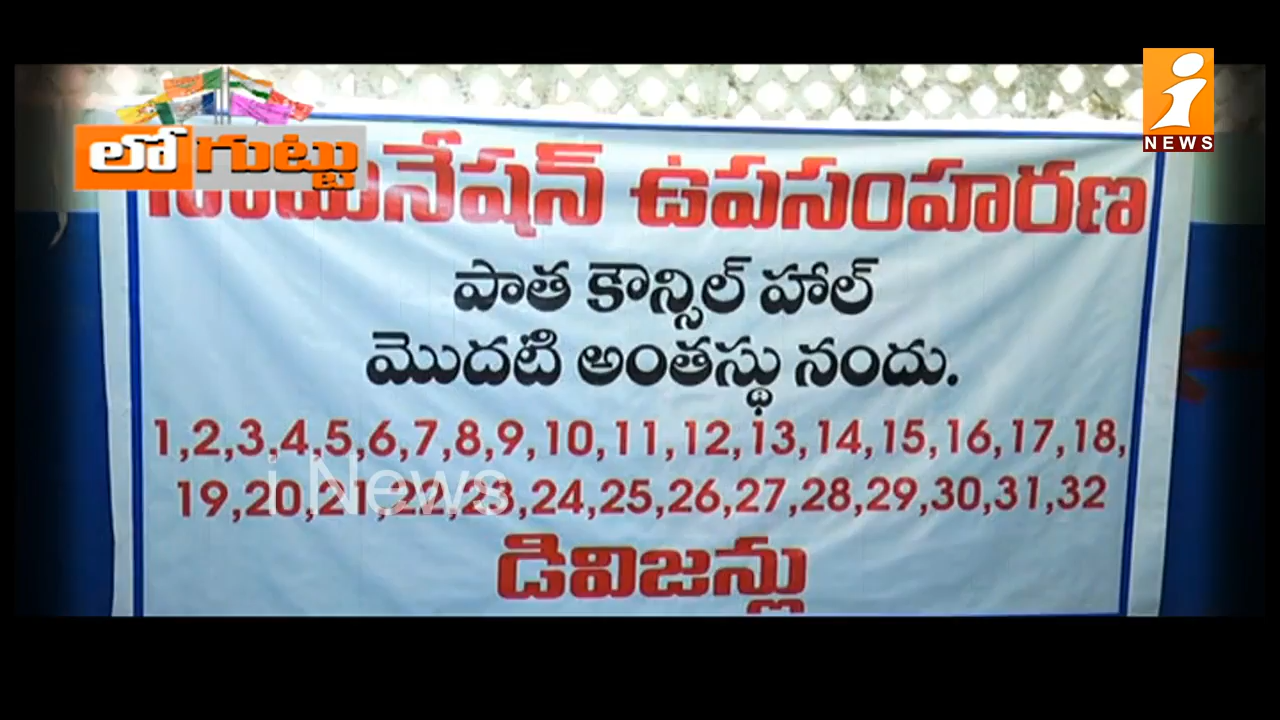 లోగుట్టు
i
NEWS
నామినేషన్ ఉపసంహరణ
పాత కౌన్సిల్ హాల్
మొదటి అంతస్థు నందు.
1,2,3,4,5,6,7,8,9,10,11,12,13,14,15,16,17,18,
19,20,21,22,23,24,25,26,27,28,29,30,31,32
i News
డివిజన్లు